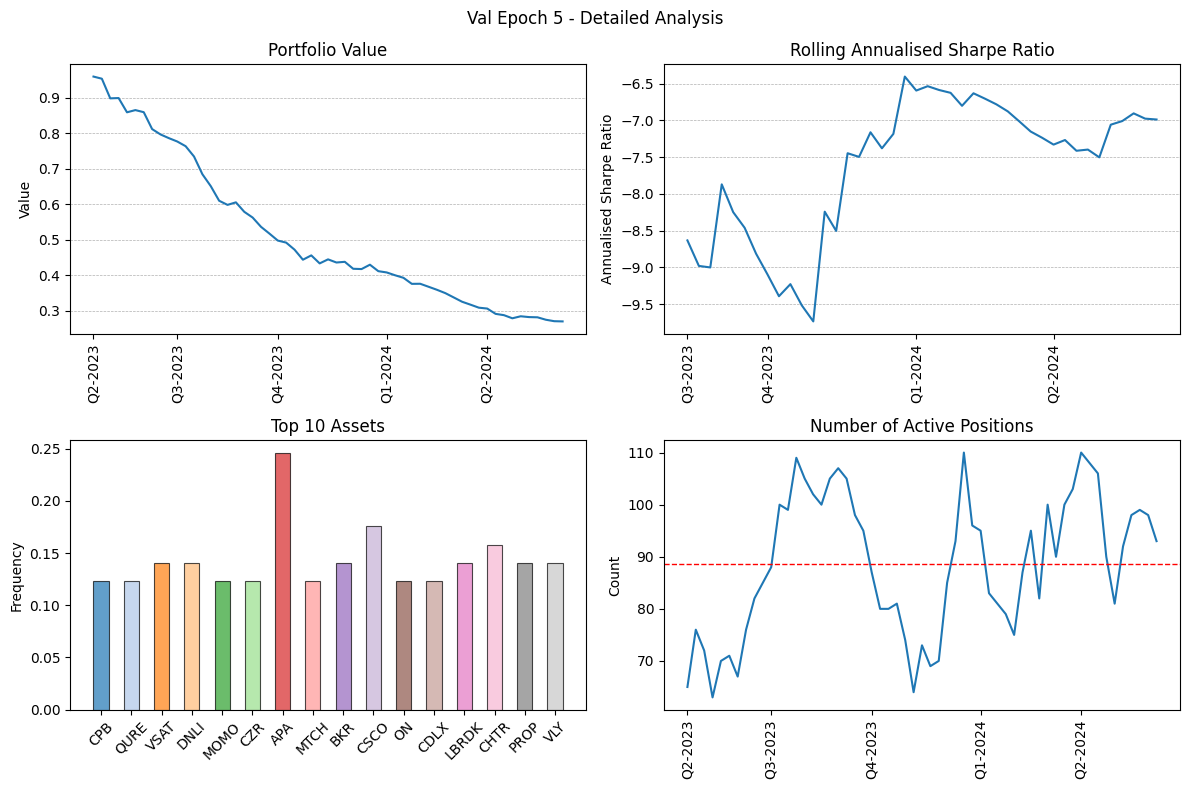 Val Epoch 5 - Detailed Analysis
Portfolio Value
Value
0.9
0.8
0.7
0.6
0.5
0.4
0.3
Q2-2023
Q3-2023
Q4-2023
Q1-2024
Q2-2024
Rolling Annualised Sharpe Ratio
Annualised Sharpe Ratio
−6.5
−7.0
−7.5
−8.0
−8.5
−9.0
−9.5
Q3-2023
Q4-2023
Q1-2024
Q2-2024
Top 10 Assets
Frequency
0.25
0.20
0.15
0.10
0.05
0.00
CPB
QURE
VSAT
DNLI
MOMO
CZR
APA
MTCH
BKR
CSCO
ON
CDLX
LBRDK
CHTR
PROP
VLY
Number of Active Positions
Count
110
100
90
80
70
Q2-2023
Q3-2023
Q4-2023
Q1-2024
Q2-2024